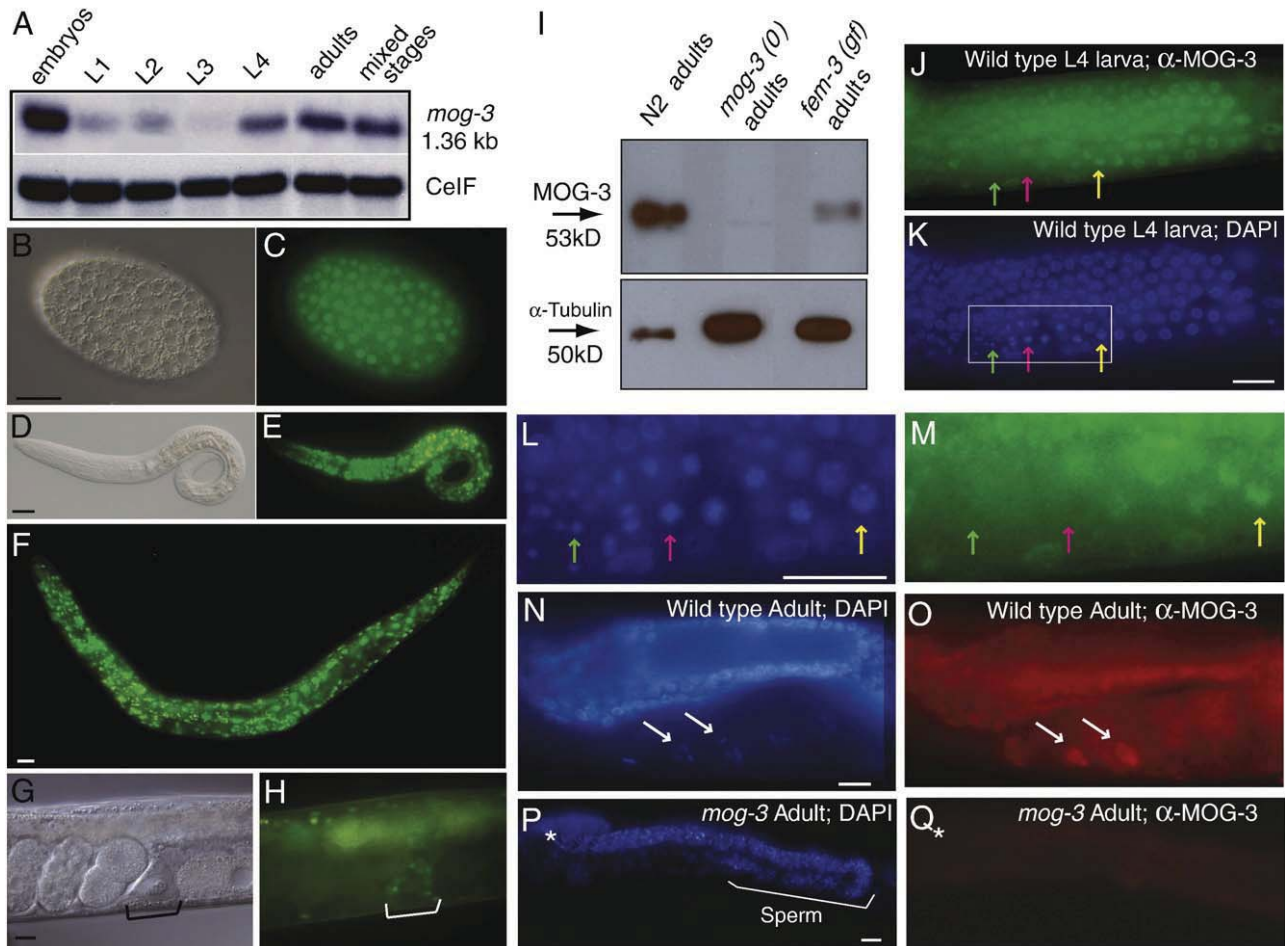 A
embryos
L1
L2
L3
L4
adults
mixed
stages
mog-3
1.36 kb
CeIF
B
C
D
E
F
G
H
I
N2 adults
mog-3 (0)
adults
fem-3 (gf)
adults
MOG-3
53kD
α-Tubulin
50kD
J
Wild type L4 larva; α-MOG-3
K
Wild type L4 larva; DAPI
L
M
N
Wild type Adult; DAPI
O
Wild type Adult; α-MOG-3
P
mog-3 Adult; DAPI
*
Sperm
Q
*
mog-3 Adult; α-MOG-3